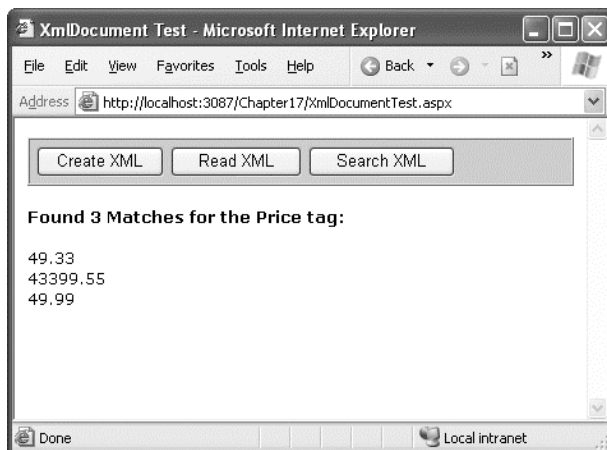 XmlDocument Test - Microsoft Internet Explorer
File Edit View Favorites Tools Help Back »
Address http://localhost:3087/Chapter17/XmlDocumentTest.aspx
Create XML Read XML Search XML
Found 3 Matches for the Price tag:
49.33
43399.55
49.99
Done Local intranet